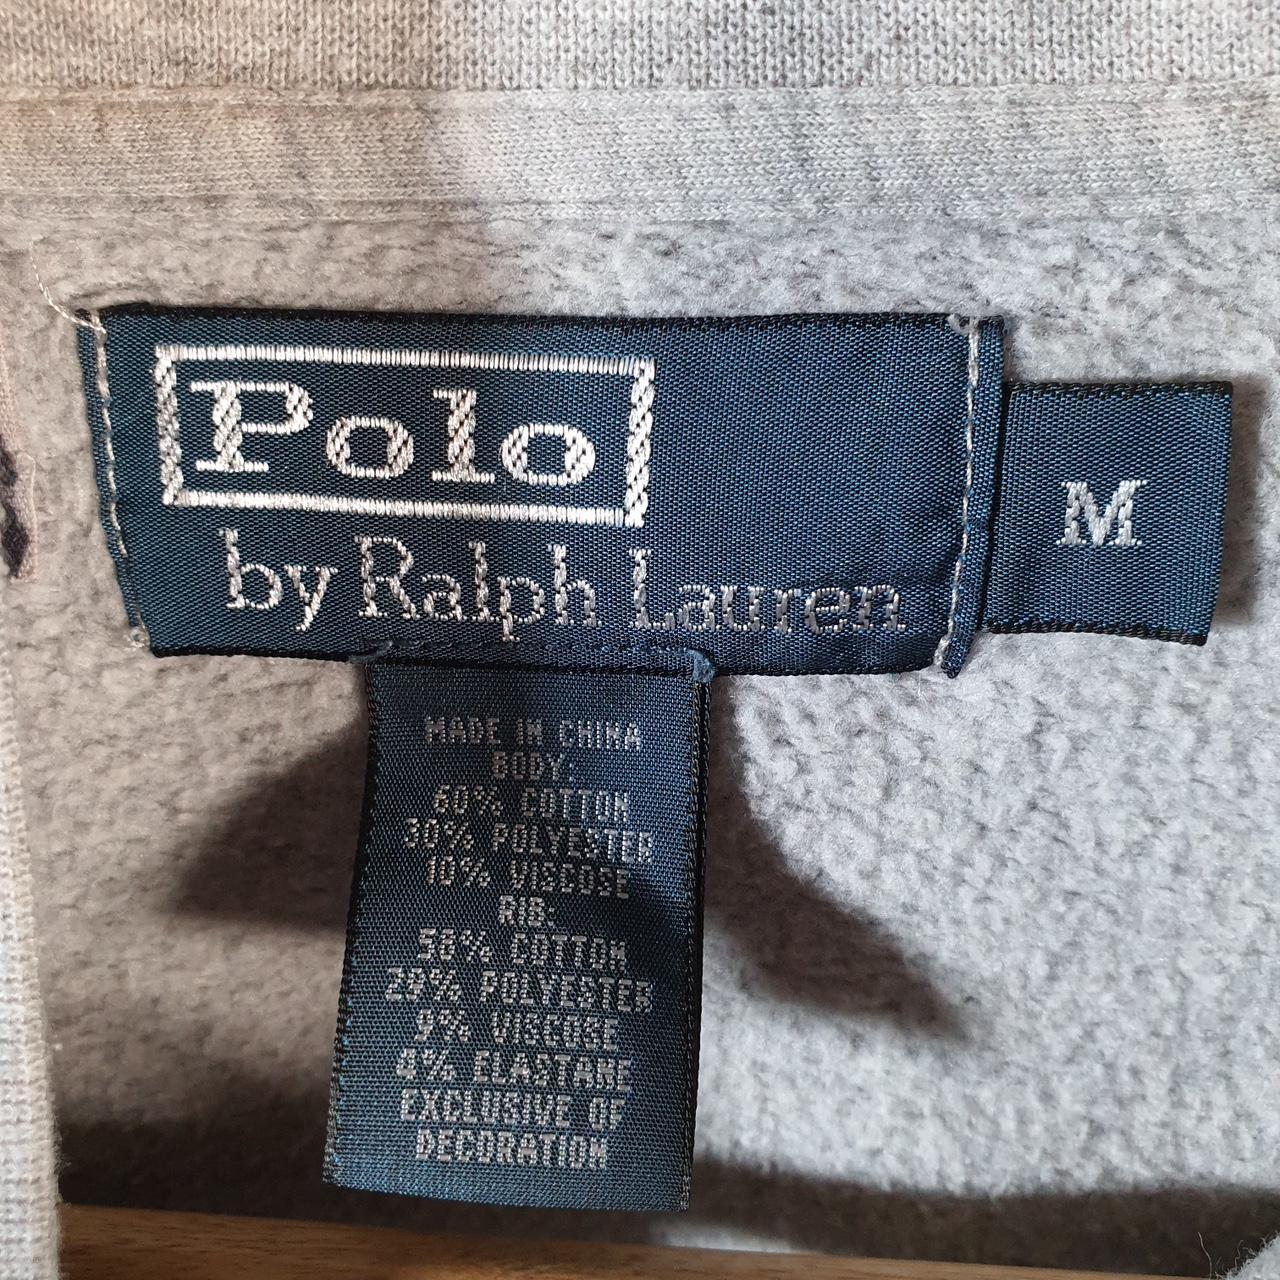 Polo
by Ralph Lauren
M
MADE IN CHINA
BODY:
60% COTTON
30% POLYESTER
10% VISCOSE
RIB:
58% COTTON
29% POLYESTER
9% VISCOSE
4% ELASTANE
EXCLUSIVE OF
DECORATION